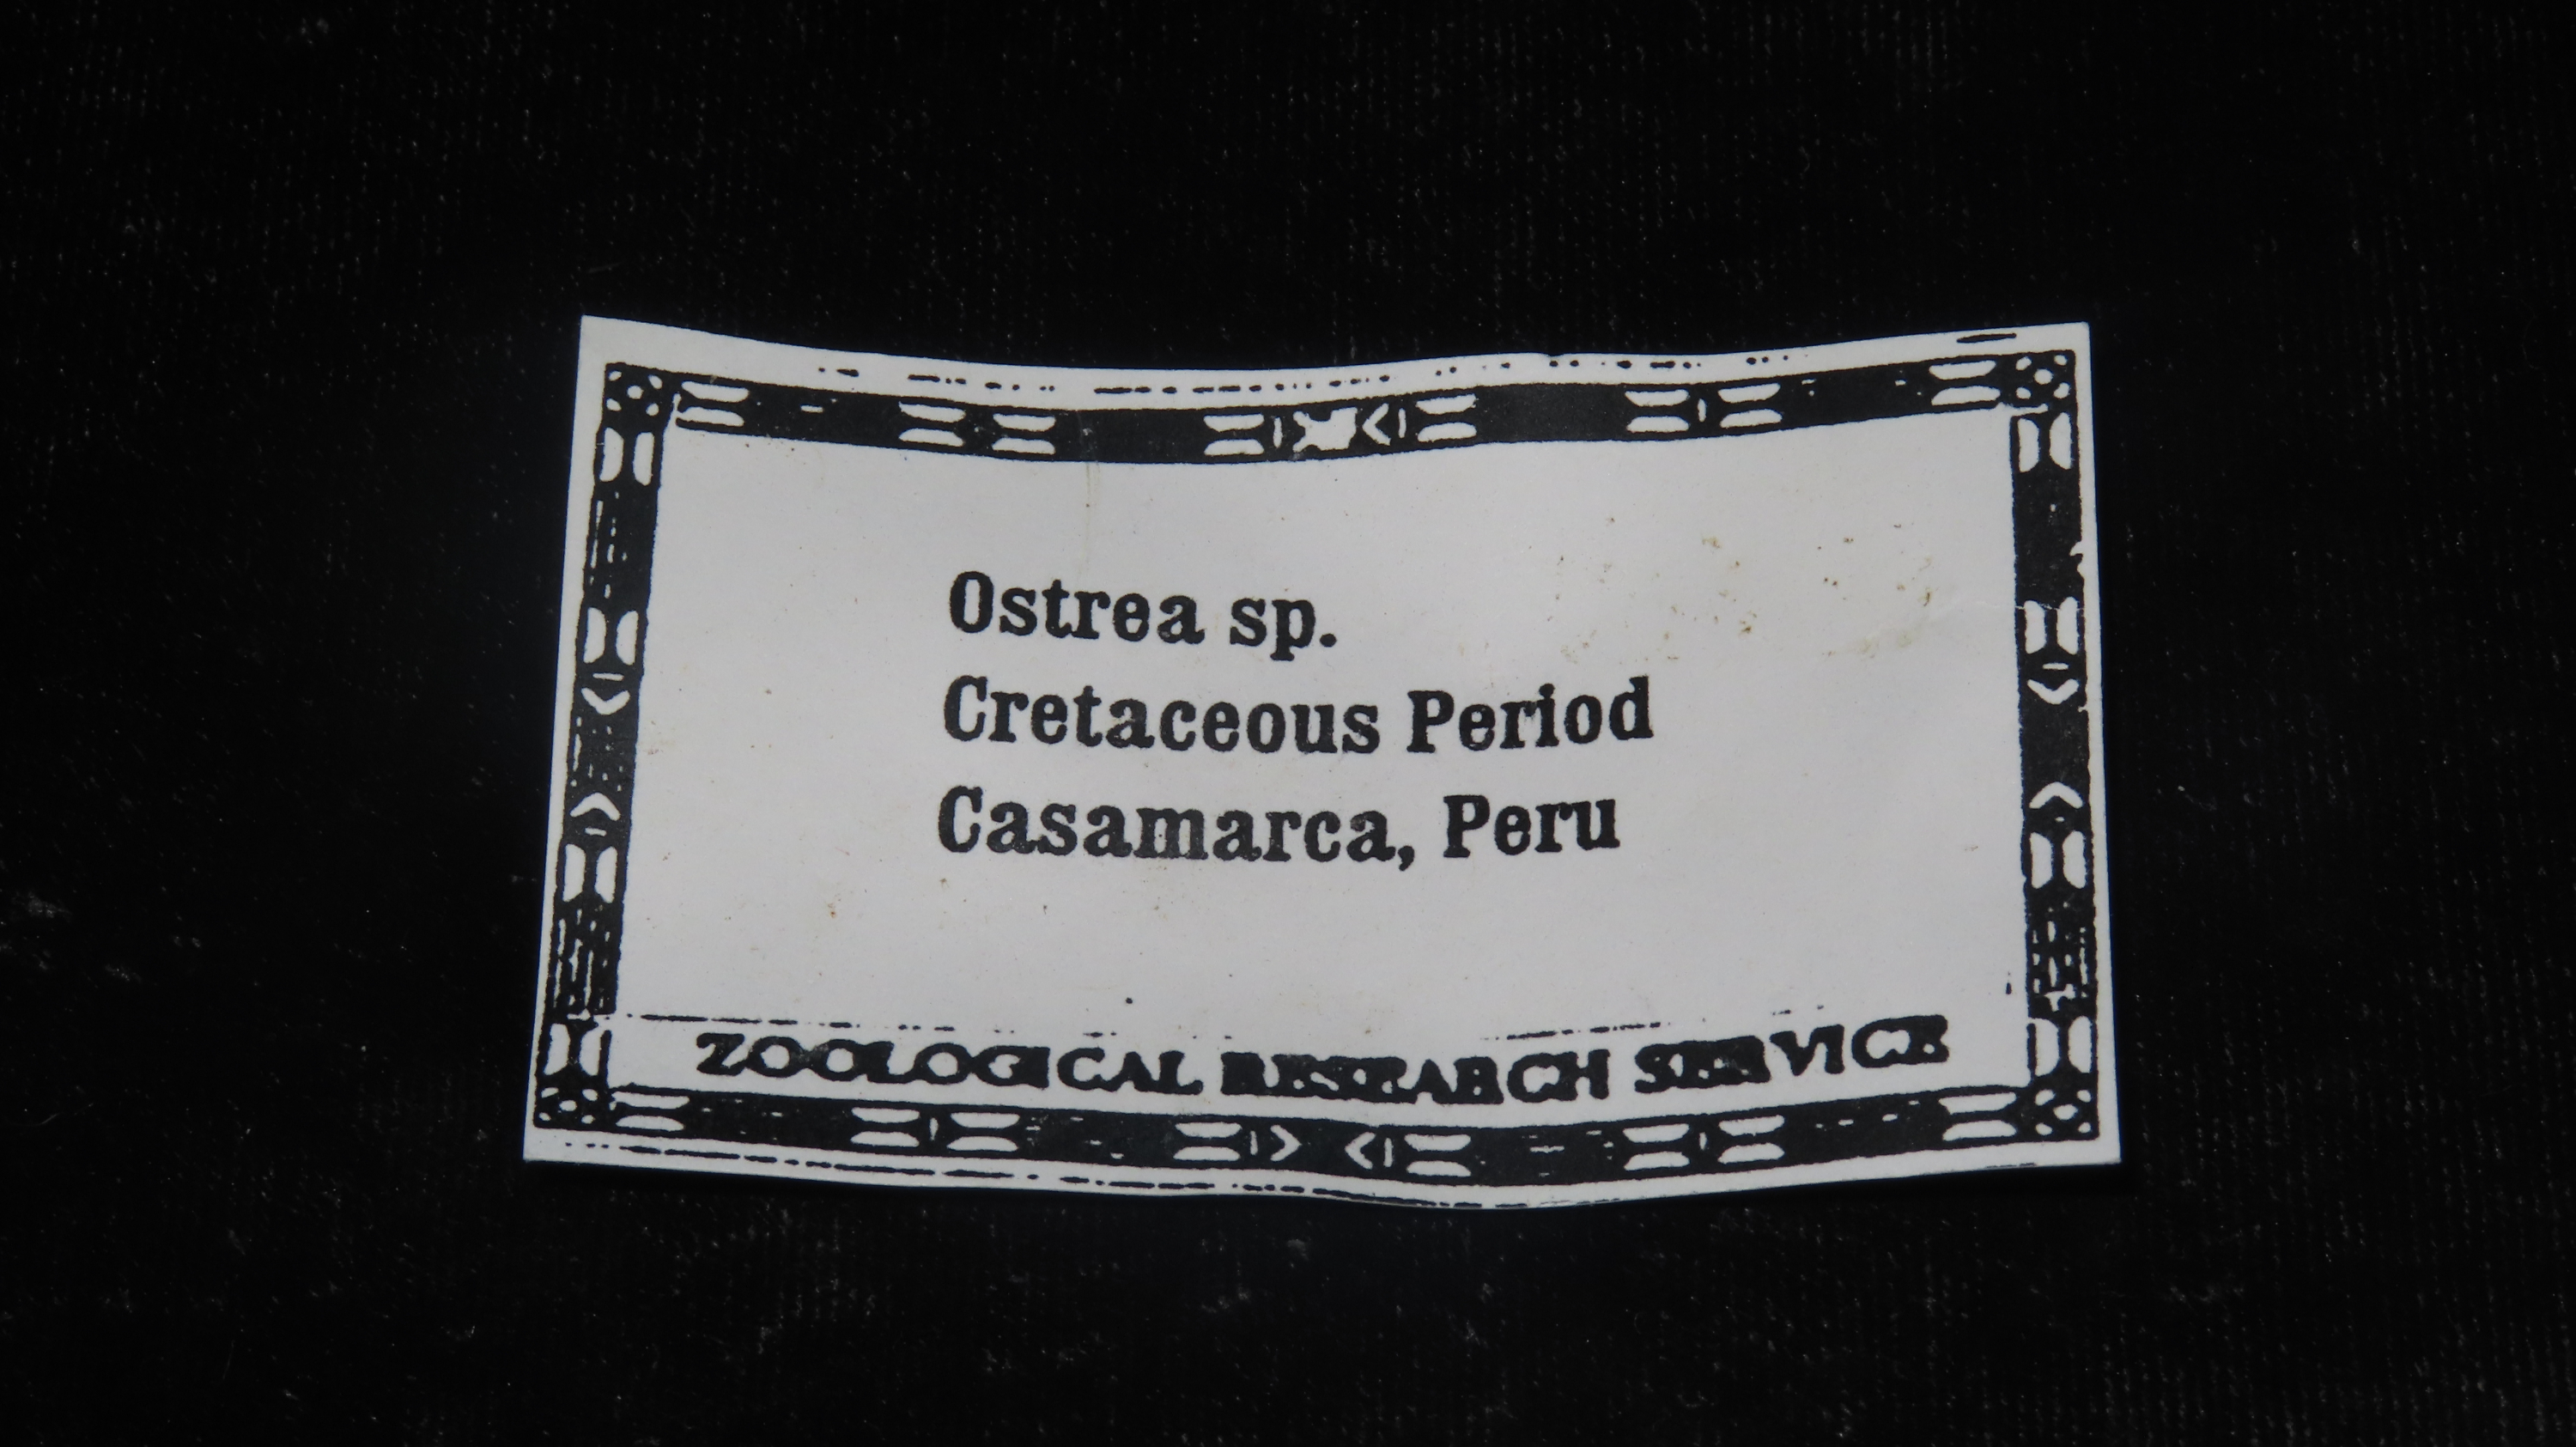 Ostrea sp.
Cretaceous Period
Casamarca, Peru
ZOOLOGICAL RESEARCH SERVICE